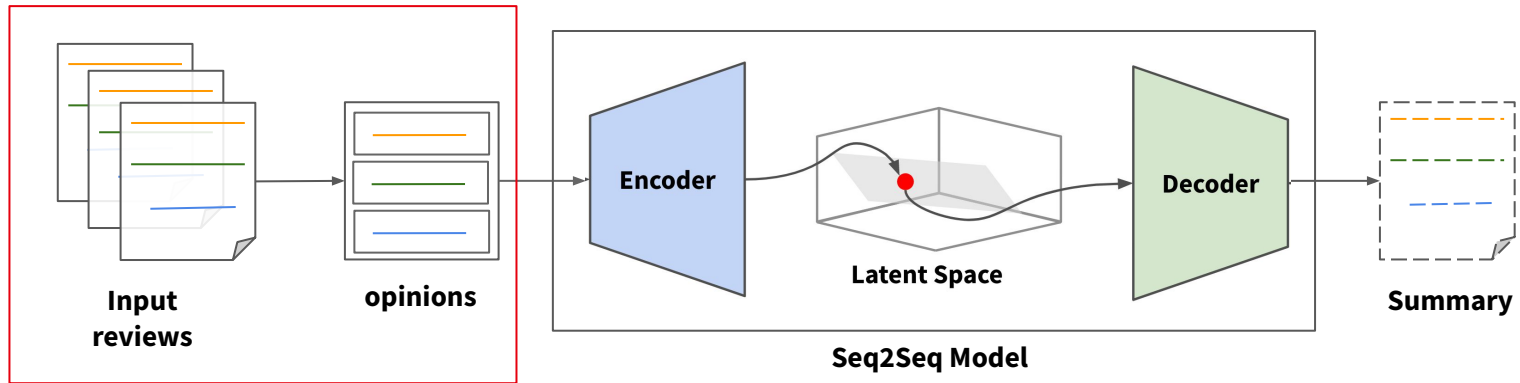 Input
reviews
opinions
Encoder
Latent Space
Decoder
Seq2Seq Model
Summary